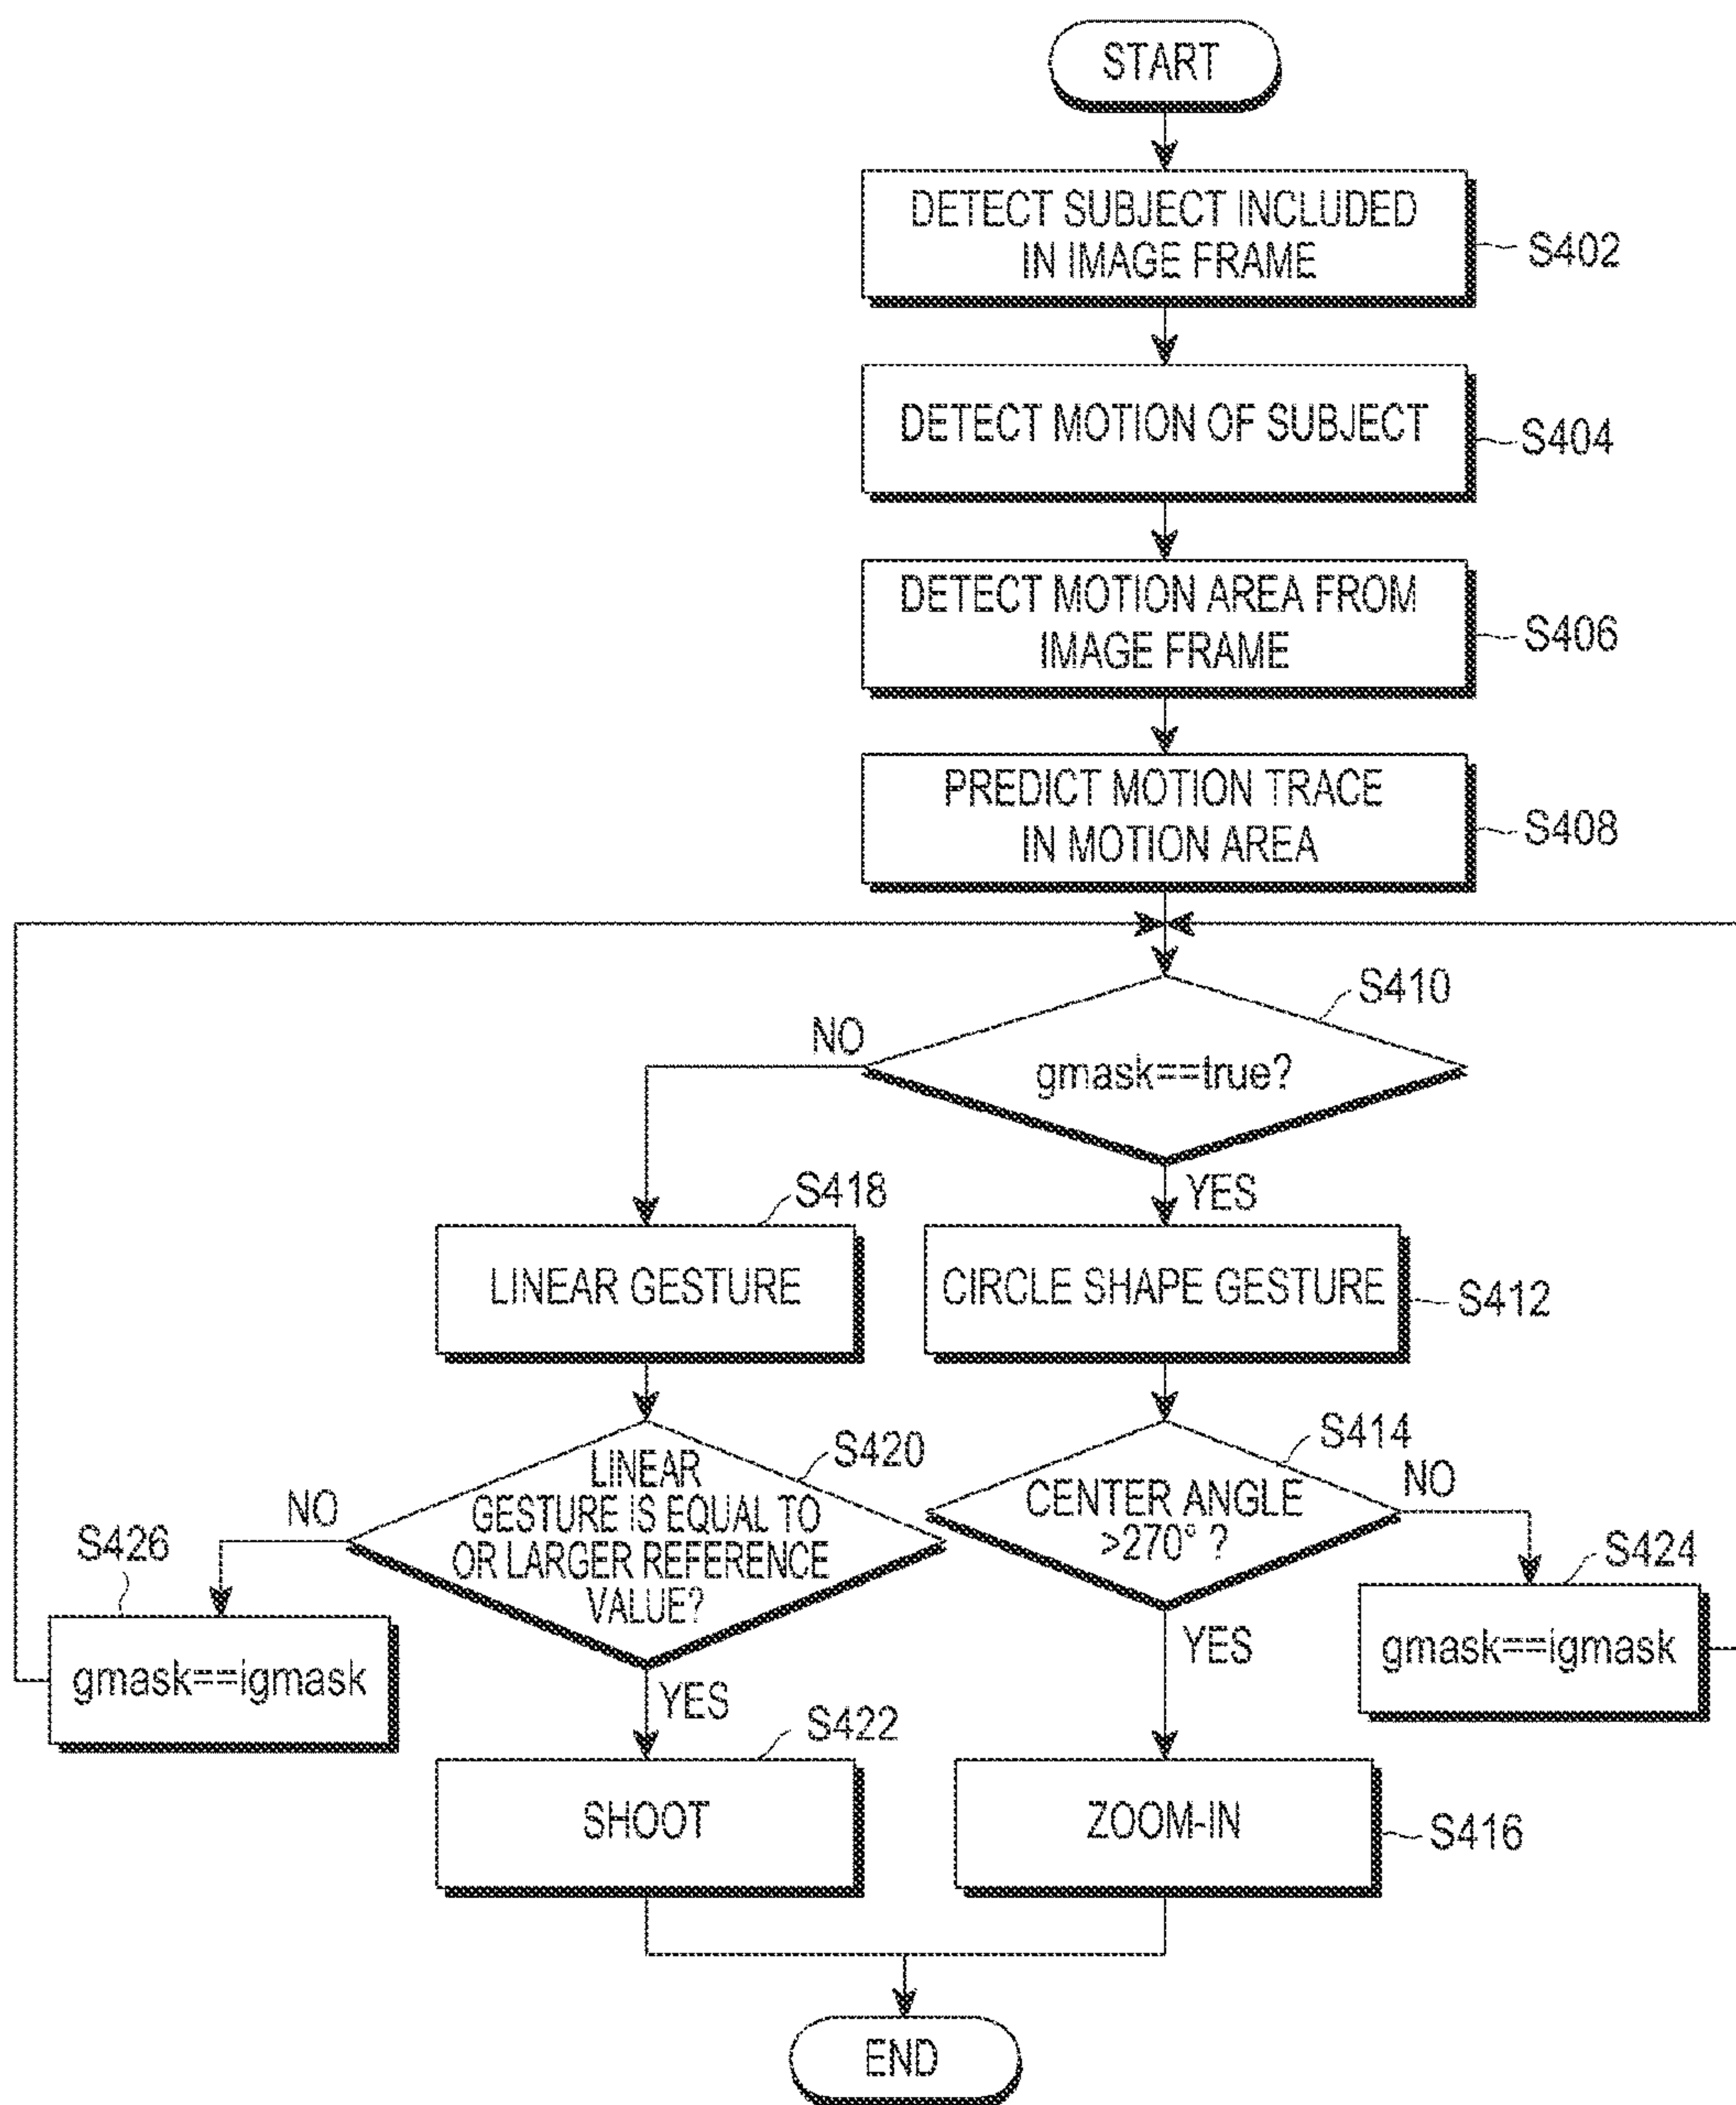 START
DETECT SUBJECT INCLUDED
IN IMAGE FRAME
S402
DETECT MOTION OF SUBJECT
S404
DETECT MOTION AREA FROM
IMAGE FRAME
S406
PREDICT MOTION TRACE
IN MOTION AREA
S408
S410
gmask==true?
NO
YES
S418
LINEAR GESTURE
CIRCLE SHAPE GESTURE
S412
S420
LINEAR
GESTURE IS EQUAL TO
OR LARGER REFERENCE
VALUE?
NO
YES
S414
CENTER ANGLE
>270° ?
NO
YES
S426
gmask==igmask
S424
gmask==igmask
S422
SHOOT
ZOOM-IN
S416
END